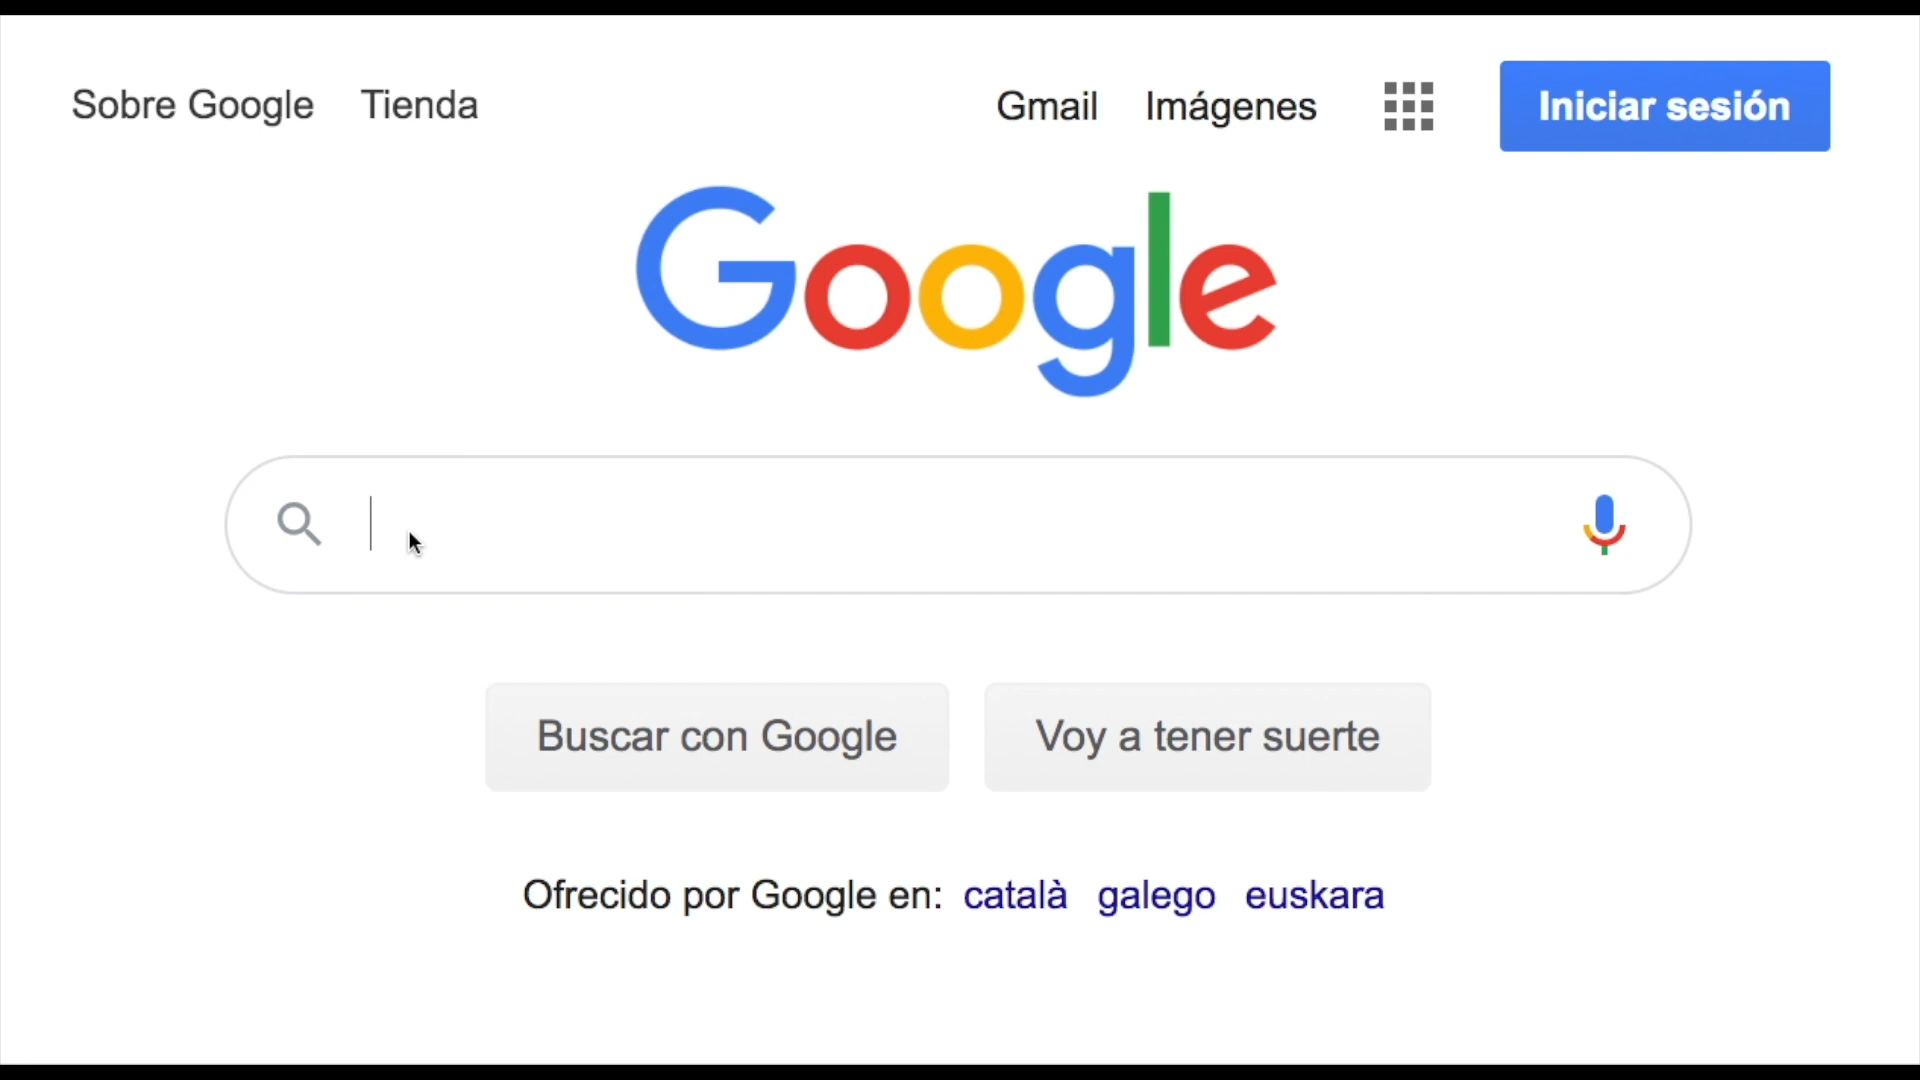 Sobre Google Tienda Gmail Imágenes Iniciar sesión
Google
Buscar con Google Voy a tener suerte
Ofrecido por Google en: català galego euskara